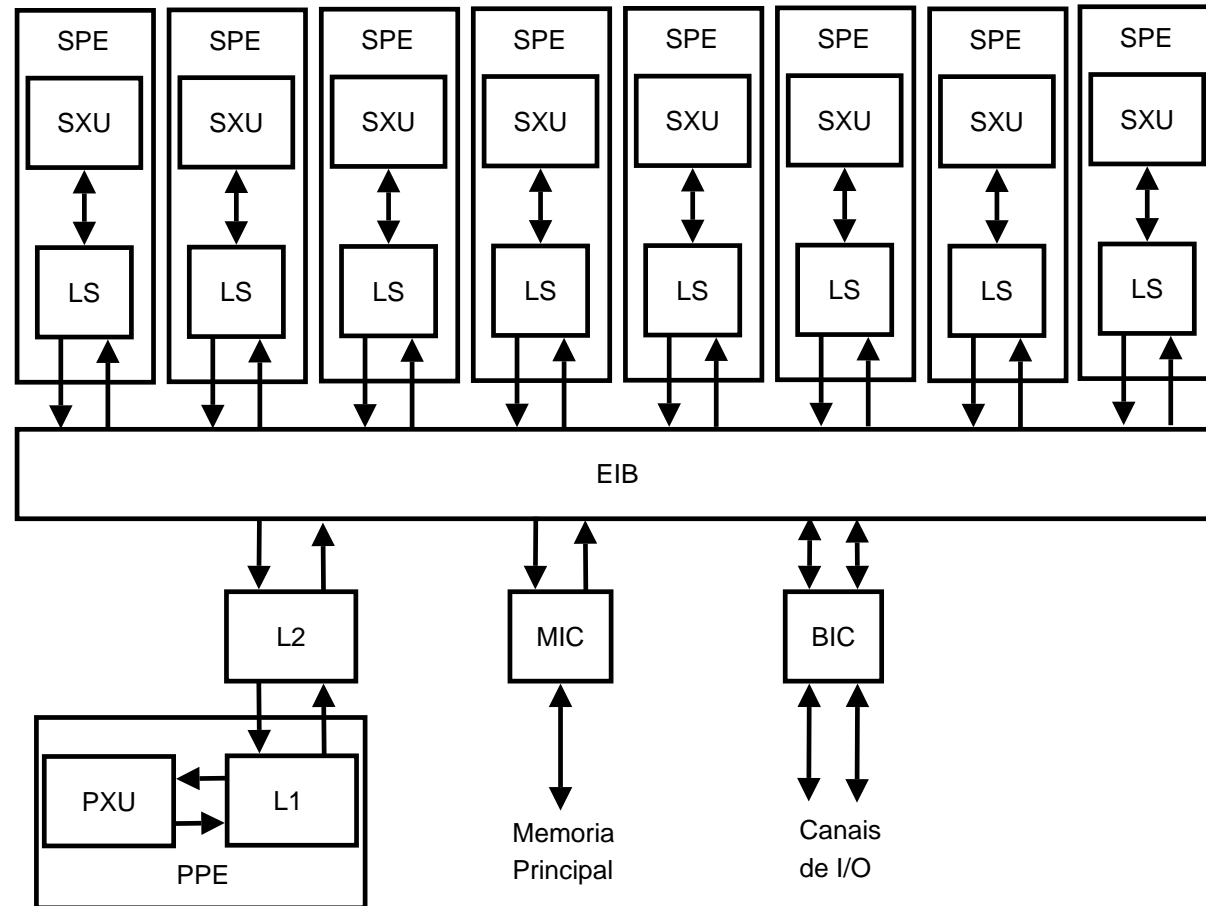 SPE SPE SPE SPE SPE SPE SPE SPE
SXU SXU SXU SXU SXU SXU SXU SXU
LS LS LS LS LS LS LS LS
EIB
L2 MIC BIC
PXU L1
PPE
Memoria
Principal
Canais
de I/O